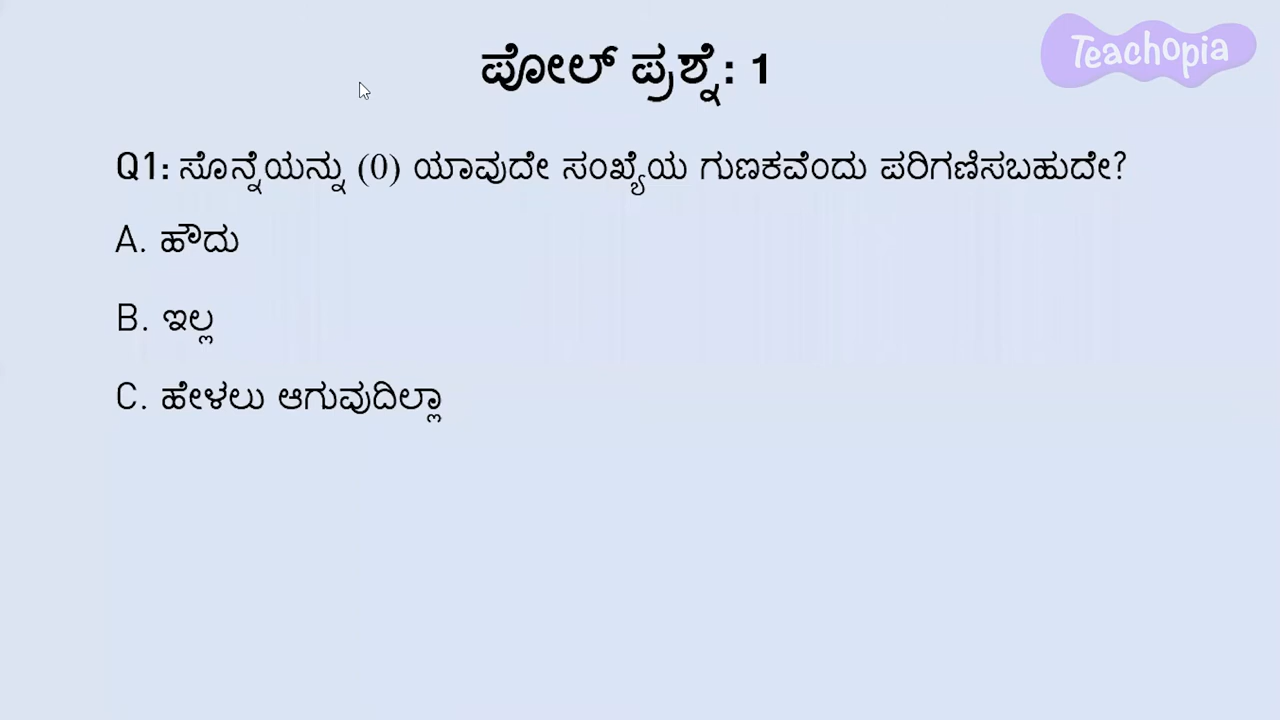 Teachopia
ಪೋಲ್ ಪ್ರಶ್ನೆ: 1
Q1: ಸೊನ್ನೆಯನ್ನು (0) ಯಾವುದೇ ಸಂಖ್ಯೆಯ ಗುಣಕವೆಂದು ಪರಿಗಣಿಸಬಹುದೇ?
A. ಹೌದು
B. ಇಲ್ಲ
C. ಹೇಳಲು ಆಗುವುದಿಲ್ಲಾ